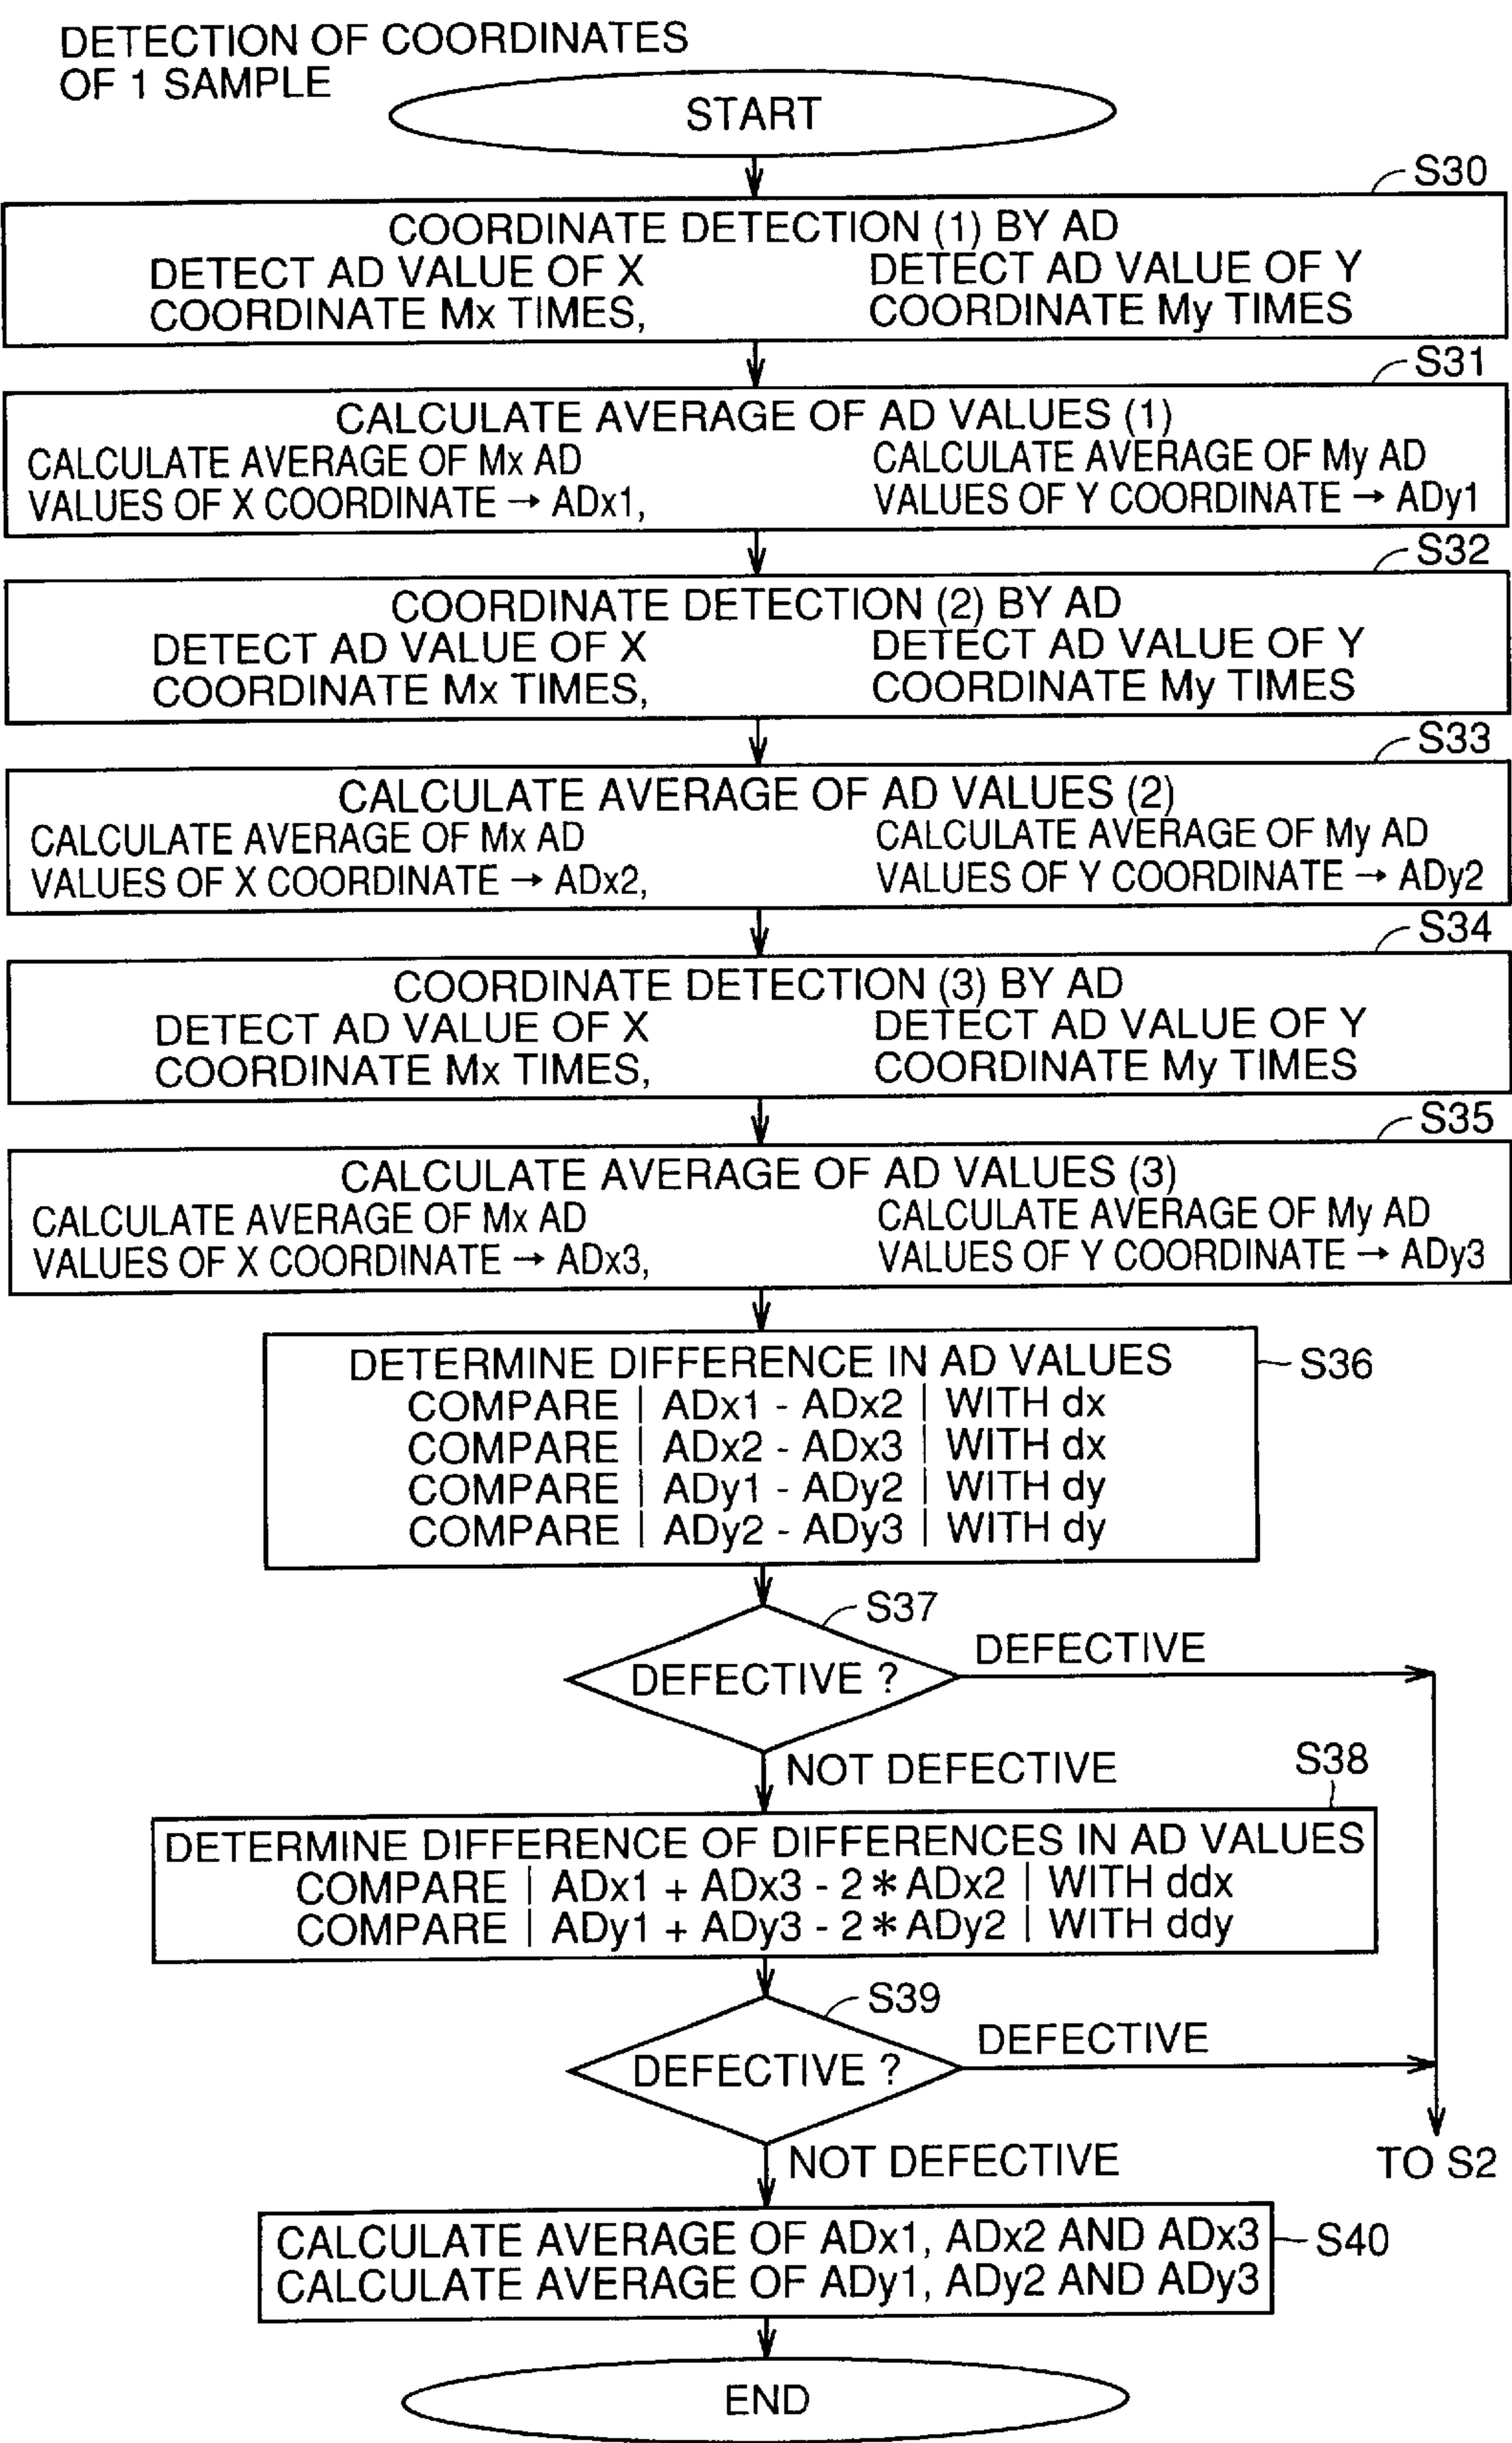 DETECTION OF COORDINATES
OF 1 SAMPLE
START
S30
COORDINATE DETECTION (1) BY AD
DETECT AD VALUE OF X
COORDINATE Mx TIMES,
DETECT AD VALUE OF Y
COORDINATE My TIMES
S31
CALCULATE AVERAGE OF AD VALUES (1)
CALCULATE AVERAGE OF Mx AD
VALUES OF X COORDINATE → ADx1,
CALCULATE AVERAGE OF My AD
VALUES OF Y COORDINATE → ADy1
S32
COORDINATE DETECTION (2) BY AD
DETECT AD VALUE OF X
COORDINATE Mx TIMES,
DETECT AD VALUE OF Y
COORDINATE My TIMES
S33
CALCULATE AVERAGE OF AD VALUES (2)
CALCULATE AVERAGE OF Mx AD
VALUES OF X COORDINATE → ADx2,
CALCULATE AVERAGE OF My AD
VALUES OF Y COORDINATE → ADy2
S34
COORDINATE DETECTION (3) BY AD
DETECT AD VALUE OF X
COORDINATE Mx TIMES,
DETECT AD VALUE OF Y
COORDINATE My TIMES
S35
CALCULATE AVERAGE OF AD VALUES (3)
CALCULATE AVERAGE OF Mx AD
VALUES OF X COORDINATE → ADx3,
CALCULATE AVERAGE OF My AD
VALUES OF Y COORDINATE → ADy3
S36
DETERMINE DIFFERENCE IN AD VALUES
COMPARE | ADx1 - ADx2 | WITH dx
COMPARE | ADx2 - ADx3 | WITH dx
COMPARE | ADy1 - ADy2 | WITH dy
COMPARE | ADy2 - ADy3 | WITH dy
S37
DEFECTIVE ?
DEFECTIVE
NOT DEFECTIVE
S38
DETERMINE DIFFERENCE OF DIFFERENCES IN AD VALUES
COMPARE | ADx1 + ADx3 - 2 * ADx2 | WITH ddx
COMPARE | ADy1 + ADy3 - 2 * ADy2 | WITH ddy
S39
DEFECTIVE ?
DEFECTIVE
NOT DEFECTIVE
TO S2
S40
CALCULATE AVERAGE OF ADx1, ADx2 AND ADx3
CALCULATE AVERAGE OF ADy1, ADy2 AND ADy3
END